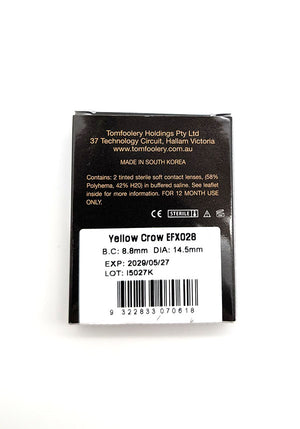 Tomfoolery Holdings Pty Ltd
37 Technology Circuit, Hallam Victoria
www.tomfoolery.com
MADE IN SOUTH KOREA
Contains: 2 tinted sterile soft contact lenses, (58%
Polyhema, 42% H20) in buffered saline. See leaflet
inside for more information. FOR 12 MONTH USE
ONLY.
CE STERILE
Yellow Crow EFX028
B.C: 8.8mm DIA: 14.5mm
EXP: 2029/05/27
LOT: I5027K
9 322833 070618